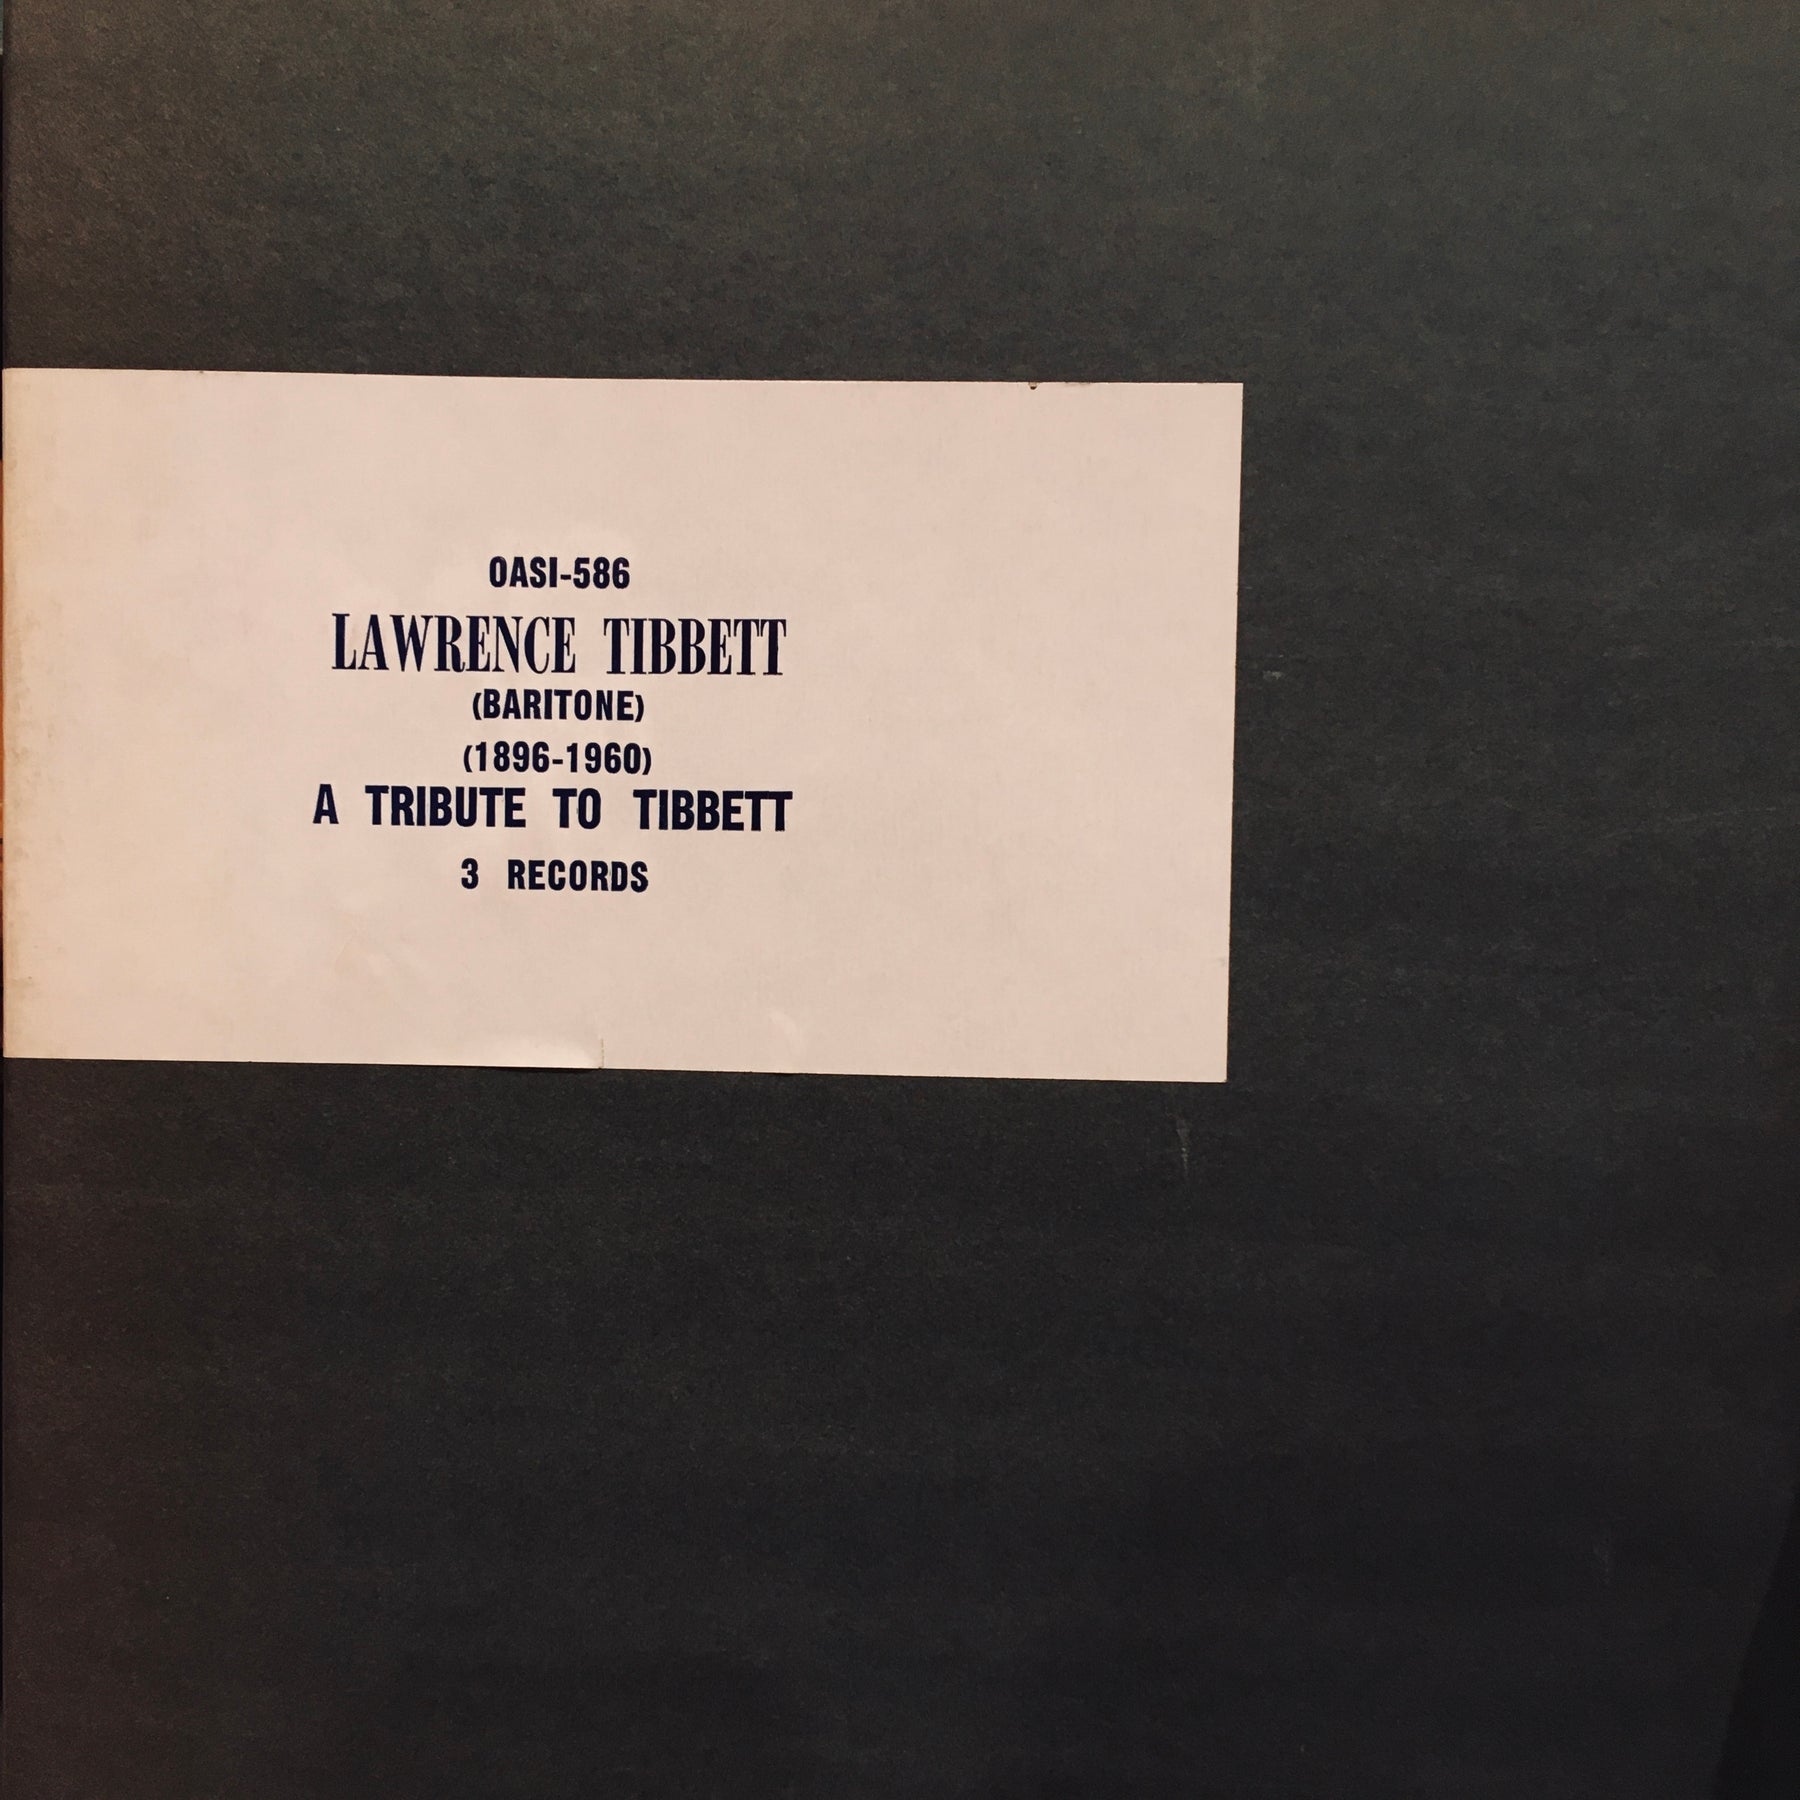 OASI-586
LAWRENCE TIBBETT
(BARITONE)
(1896-1960)
A TRIBUTE TO TIBBETT
3 RECORDS